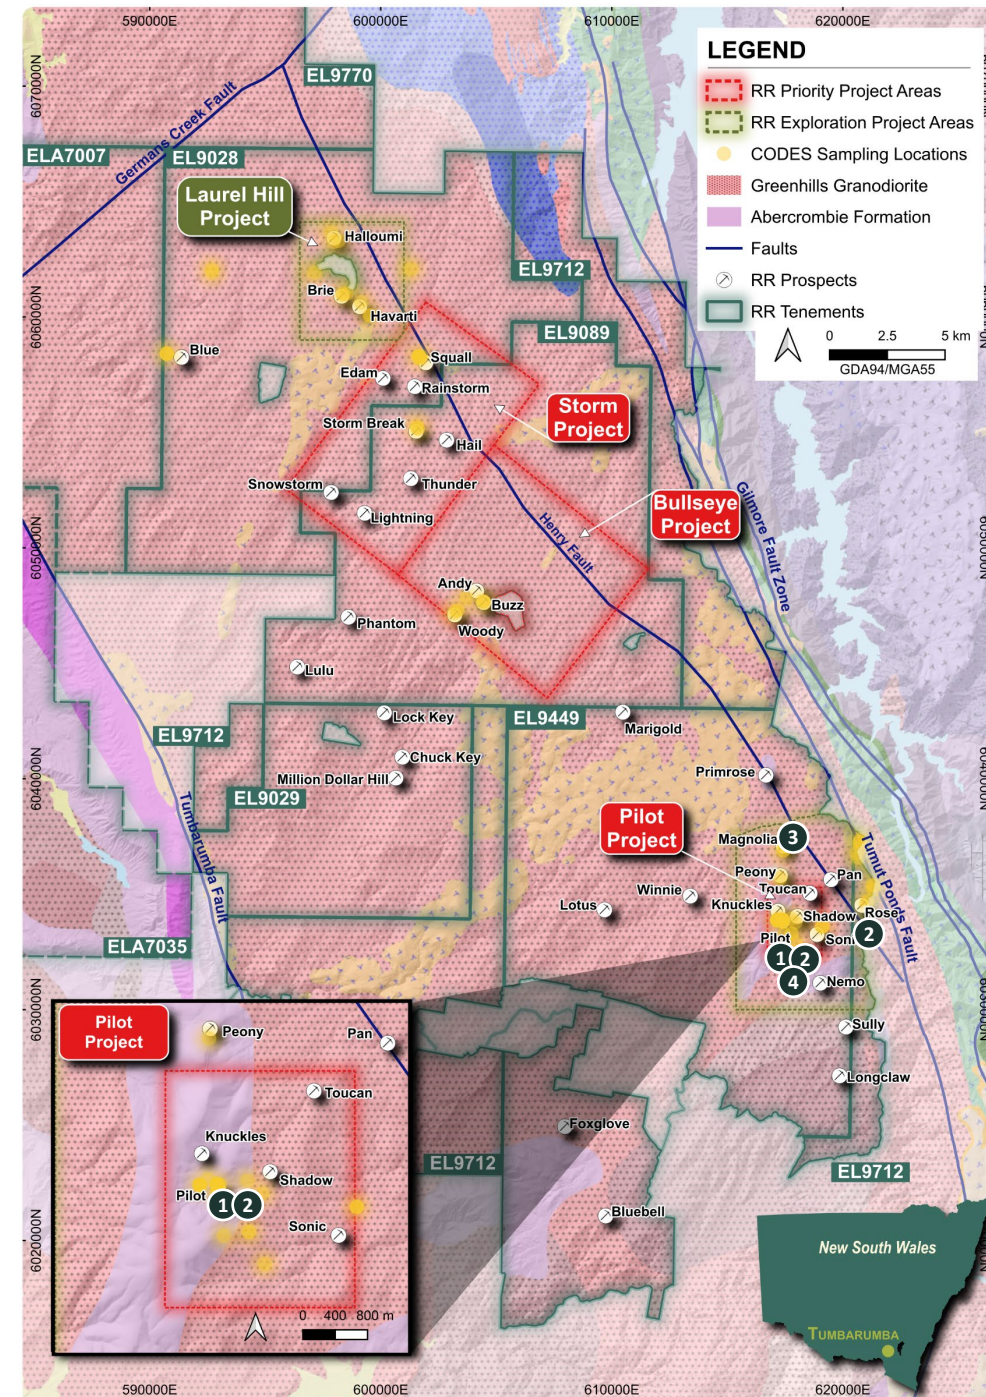 590000E
600000E
610000E
620000E
LEGEND
RR Priority Project Areas
RR Exploration Project Areas
CODES Sampling Locations
Greenhills Granodiorite
Abercrombie Formation
Faults
RR Prospects
RR Tenements
0 2.5 5 km
GDA94/MGA55
6070000N
6060000N
6050000N
6040000N
6030000N
6020000N
EL9770
Germans Creek Fault
ELA7007
EL9028
Laurel Hill
Project
Halloumi
Brie
Havarti
EL9712
EL9089
Blue
Squall
Edam
Rainstorm
Storm
Project
Storm Break
Hail
Snowstorm
Thunder
Lightning
Bullseye
Project
Gilmore Fault Zone
Henry Fault
6050000N
Andy
Buzz
Woody
Phantom
Lulu
Lock Key
EL9449
Marigold
EL9712
Chuck Key
Million Dollar Hill
Primrose
6040000N
EL9029
Tumbarumba Fault
Pilot
Project
Magnolia
3
Tumut Ponds Fault
Peony
Pan
Toucan
Winnie
Knuckles
Lotus
Shadow
Rose
Pilot
Soni
2
1
2
4
Nemo
ELA7035
6030000N
Sully
Longclaw
Foxglove
EL9712
EL9712
Bluebell
Pilot
Project
Peony
Pan
Toucan
Knuckles
Shadow
Pilot
1
2
Sonic
0 400 800 m
New South Wales
TUMBARUMBA
590000E
600000E
610000E
620000E